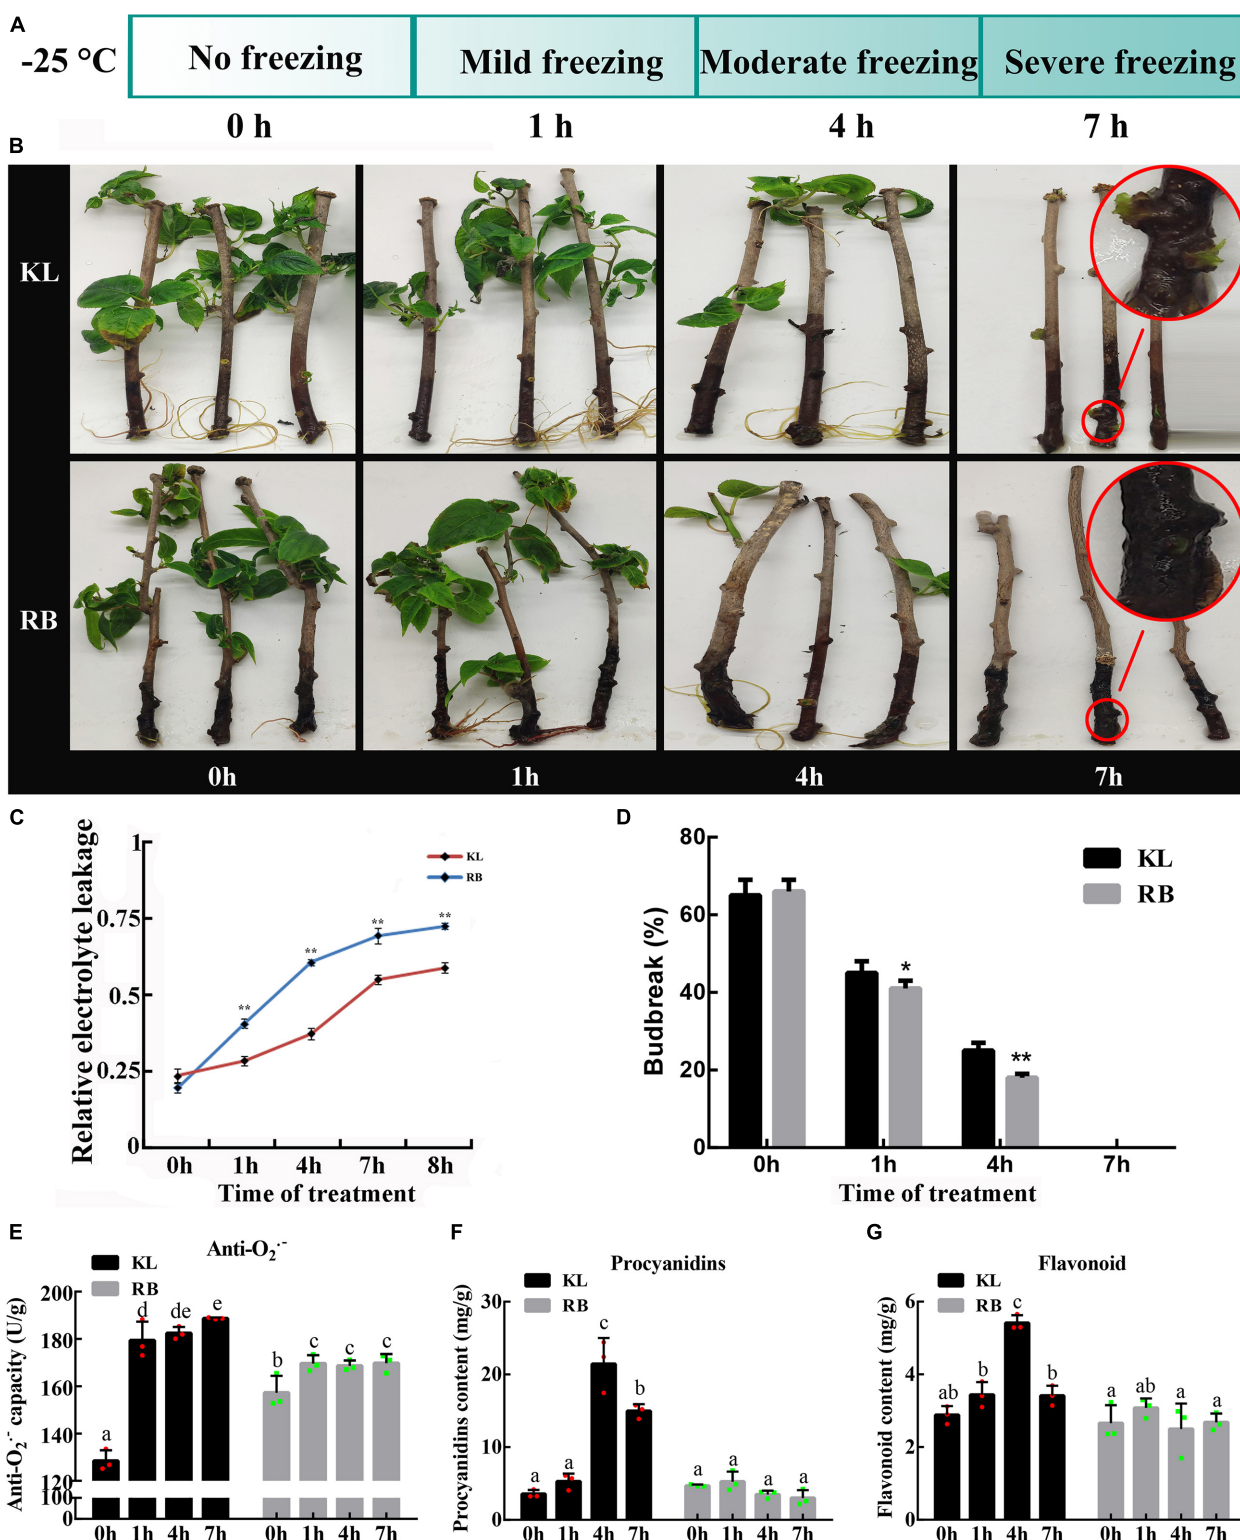 A
-25 °C No freezing Mild freezing Moderate freezing Severe freezing
0 h 1 h 4 h 7 h
B
KL
RB
0h 1h 4h 7h
C
Relative electrolyte leakage
1
0.75
0.5
0.25
0
KL
RB
**
**
**
**
0h 1h 4h 7h 8h
Time of treatment
D
Budbreak (%)
80
60
40
20
0
KL
RB
*
**
0h 1h 4h 7h
Time of treatment
E
Anti-O₂·⁻
KL
RB
Anti-O₂·⁻ capacity (U/g)
200
180
160
140
120
100
0
a d de e b c c c
0h 1h 4h 7h 0h 1h 4h 7h
F
Procyanidins
KL
RB
Procyanidins content (mg/g)
30
20
10
0
a a c b a a a a
0h 1h 4h 7h 0h 1h 4h 7h
G
Flavonoid
KL
RB
Flavonoid content (mg/g)
6
4
2
0
ab b c b a ab a a
0h 1h 4h 7h 0h 1h 4h 7h